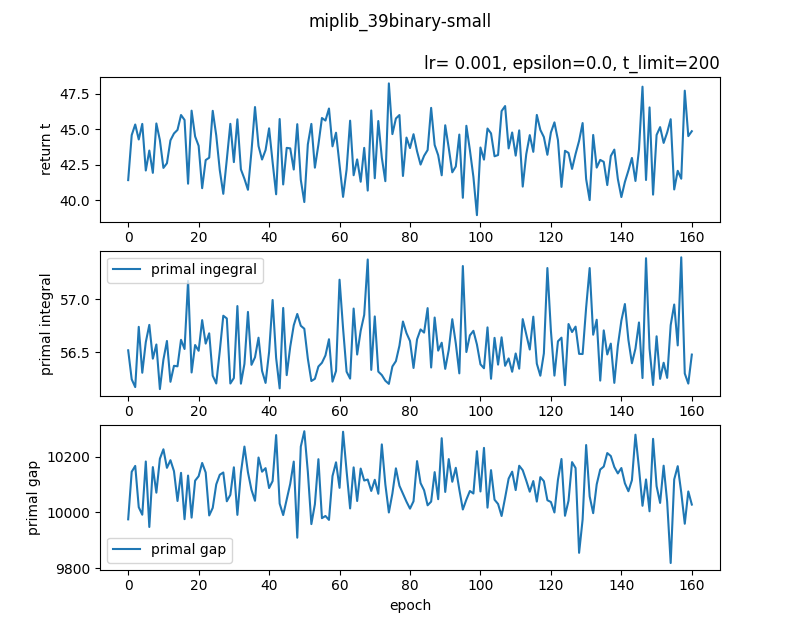 miplib_39binary-small
lr= 0.001, epsilon=0.0, t_limit=200
return t
47.5
45.0
42.5
40.0
0 20 40 60 80 100 120 140 160
primal integral
primal ingegral
57.0
56.5
0 20 40 60 80 100 120 140 160
primal gap
10200
10000
9800
primal gap
0 20 40 60 80 100 120 140 160
epoch